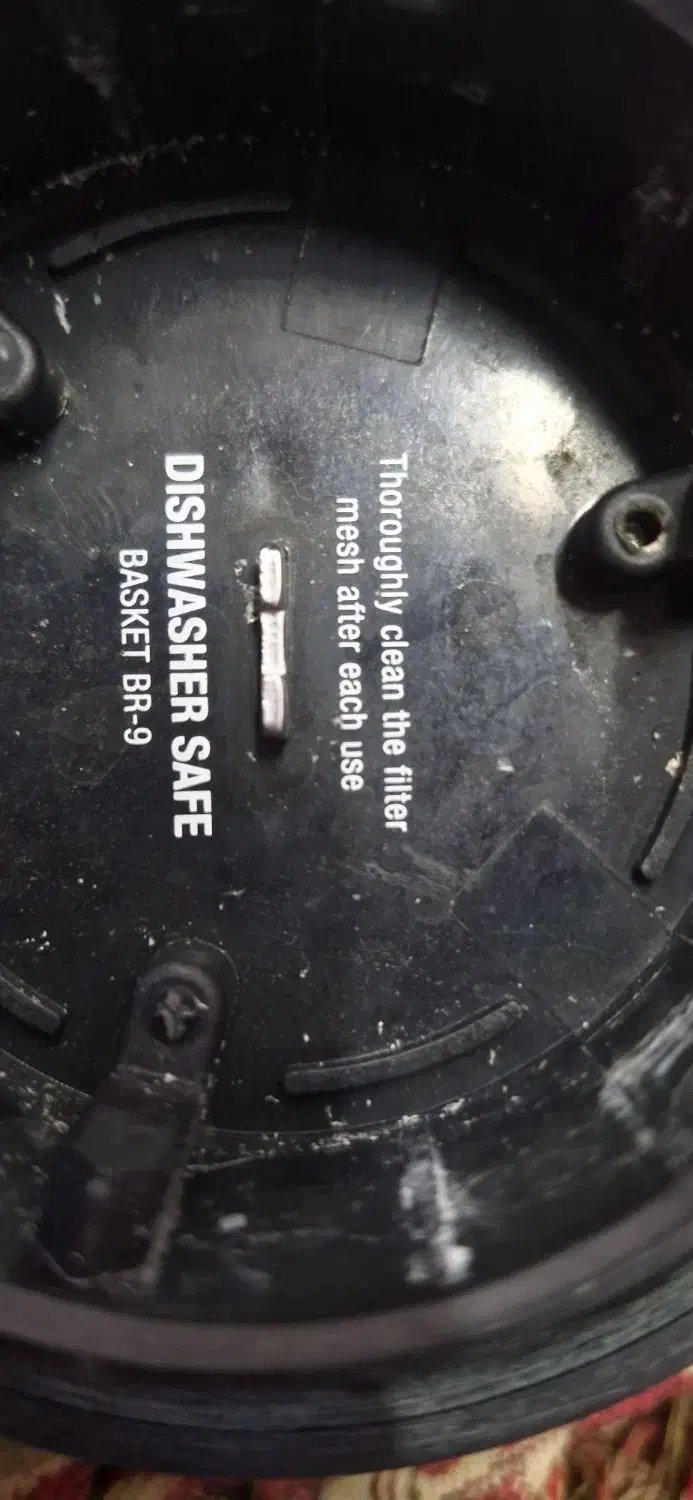 Thoroughly clean the filter
mesh after each use
DISHWASHER SAFE
BASKET BR-9